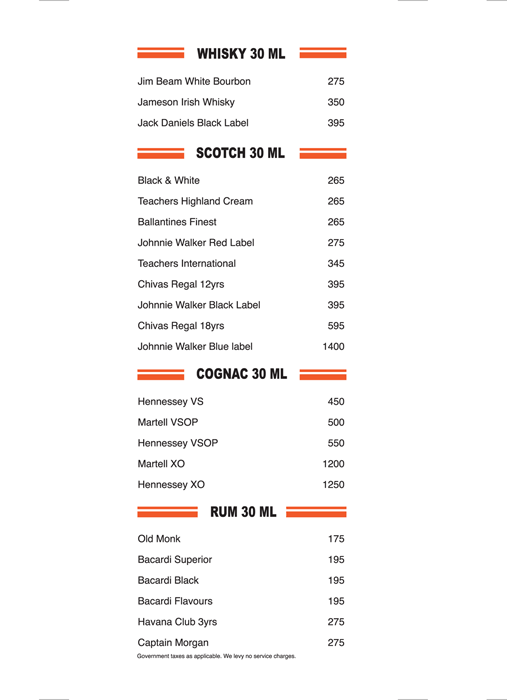 WHISKY 30 ML
Jim Beam White Bourbon 275
Jameson Irish Whisky 350
Jack Daniels Black Label 395
SCOTCH 30 ML
Black & White 265
Teachers Highland Cream 265
Ballantines Finest 265
Johnnie Walker Red Label 275
Teachers International 345
Chivas Regal 12yrs 395
Johnnie Walker Black Label 395
Chivas Regal 18yrs 595
Johnnie Walker Blue label 1400
COGNAC 30 ML
Hennessey VS 450
Martell VSOP 500
Hennessey VSOP 550
Martell XO 1200
Hennessey XO 1250
RUM 30 ML
Old Monk 175
Bacardi Superior 195
Bacardi Black 195
Bacardi Flavours 195
Havana Club 3yrs 275
Captain Morgan 275
Government taxes as applicable. We levy no service charges.